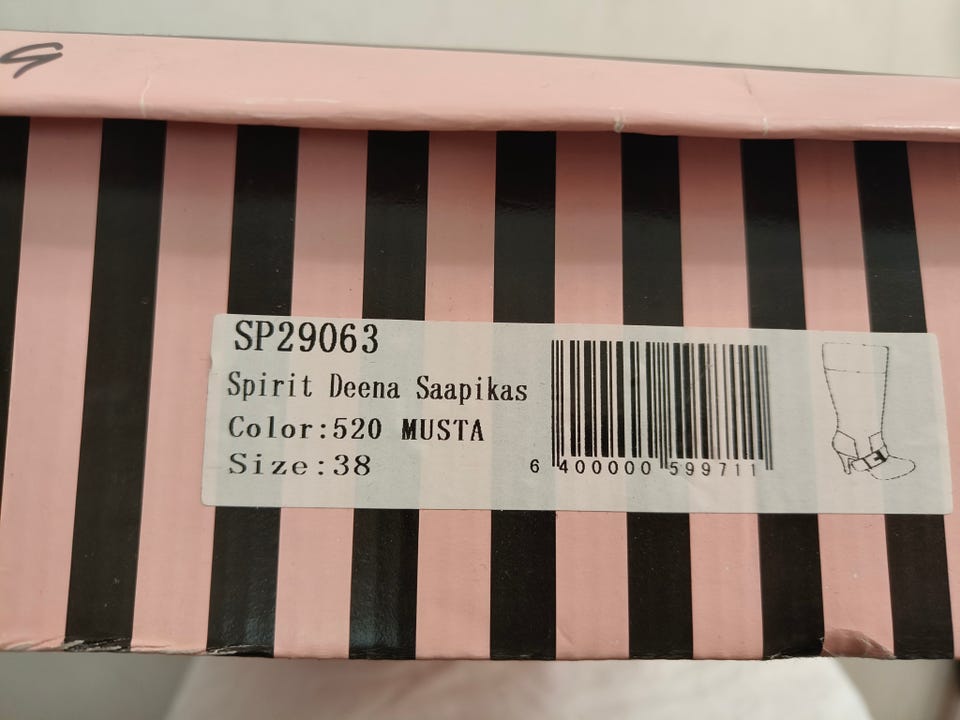 SP29063
Spirit Deena Saapikas
Color:520 MUSTA
Size:38
6 400000 599711